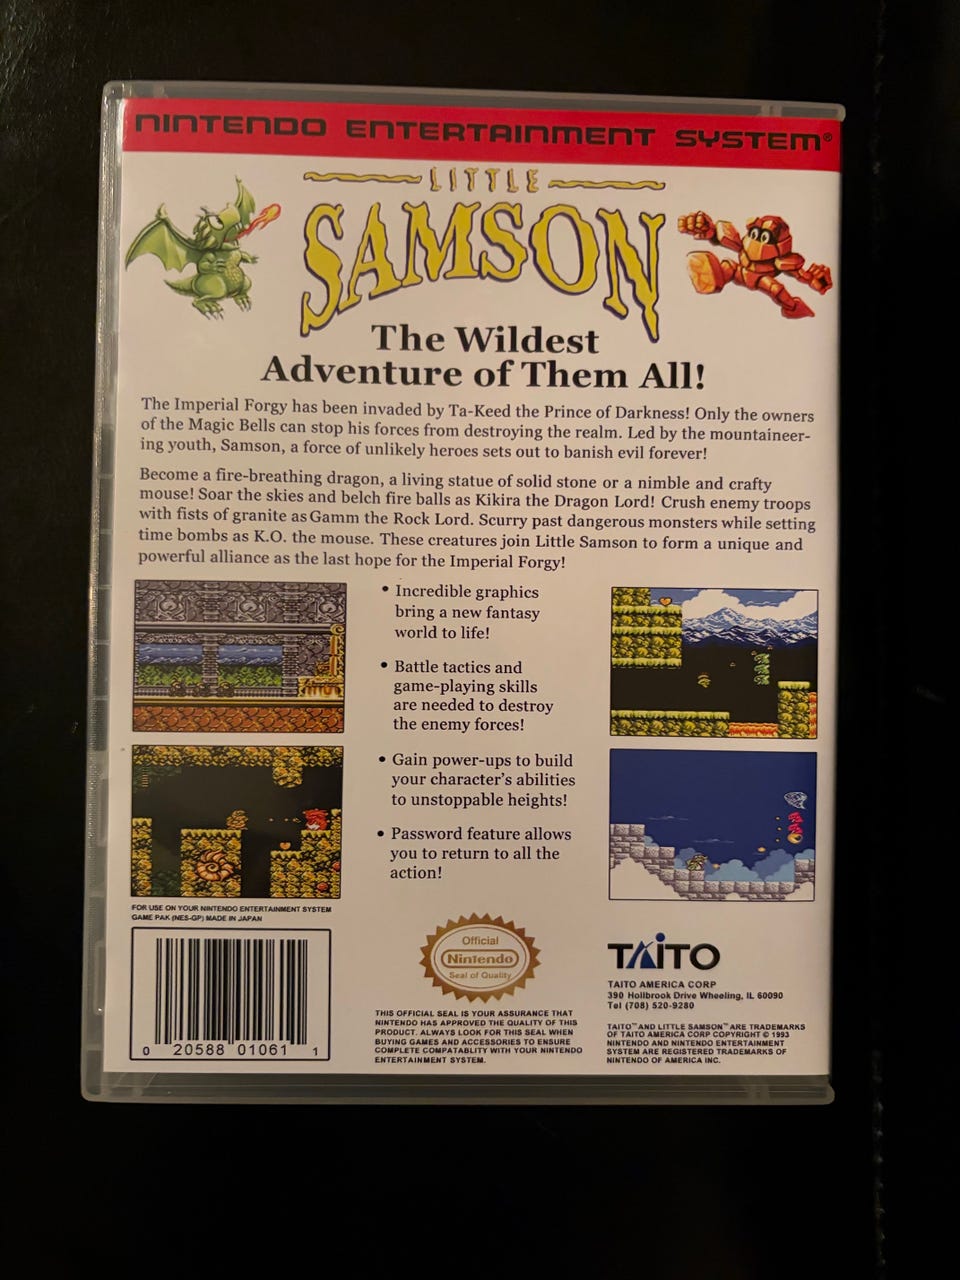 NINTENDO ENTERTAINMENT SYSTEM®
LITTLE
SAMSON
The Wildest
Adventure of Them All!
The Imperial Forgy has been invaded by Ta-Keed the Prince of Darkness! Only the owners
of the Magic Bells can stop his forces from destroying the realm. Led by the mountaineer-
ing youth, Samson, a force of unlikely heroes sets out to banish evil forever!
Become a fire-breathing dragon, a living statue of solid stone or a nimble and crafty
mouse! Soar the skies and belch fire balls as Kikira the Dragon Lord! Crush enemy troops
with fists of granite as Gamm the Rock Lord. Scurry past dangerous monsters while setting
time bombs as K.O. the mouse. These creatures join Little Samson to form a unique and
powerful alliance as the last hope for the Imperial Forgy!
• Incredible graphics
bring a new fantasy
world to life!
• Battle tactics and
game-playing skills
are needed to destroy
the enemy forces!
• Gain power-ups to build
your character's abilities
to unstoppable heights!
• Password feature allows
you to return to all the
action!
FOR USE ON YOUR NINTENDO ENTERTAINMENT SYSTEM
GAME PAK (NES-GP) MADE IN JAPAN
0 20588 01061 1
Official
Nintendo
Seal of Quality
THIS OFFICIAL SEAL IS YOUR ASSURANCE THAT
NINTENDO HAS APPROVED THE QUALITY OF THIS
PRODUCT. ALWAYS LOOK FOR THIS SEAL WHEN
BUYING GAMES AND ACCESSORIES TO ENSURE
COMPLETE COMPATABLITY WITH YOUR NINTENDO
ENTERTAINMENT SYSTEM.
TAITO
TAITO AMERICA CORP
390 Hollbrook Drive Wheeling, IL 60090
Tel (708) 520-9280
TAITO™ AND LITTLE SAMSON™ ARE TRADEMARKS
OF TAITO AMERICA CORP COPYRIGHT © 1993
NINTENDO AND NINTENDO ENTERTAINMENT
SYSTEM ARE REGISTERED TRADEMARKS OF
NINTENDO OF AMERICA INC.